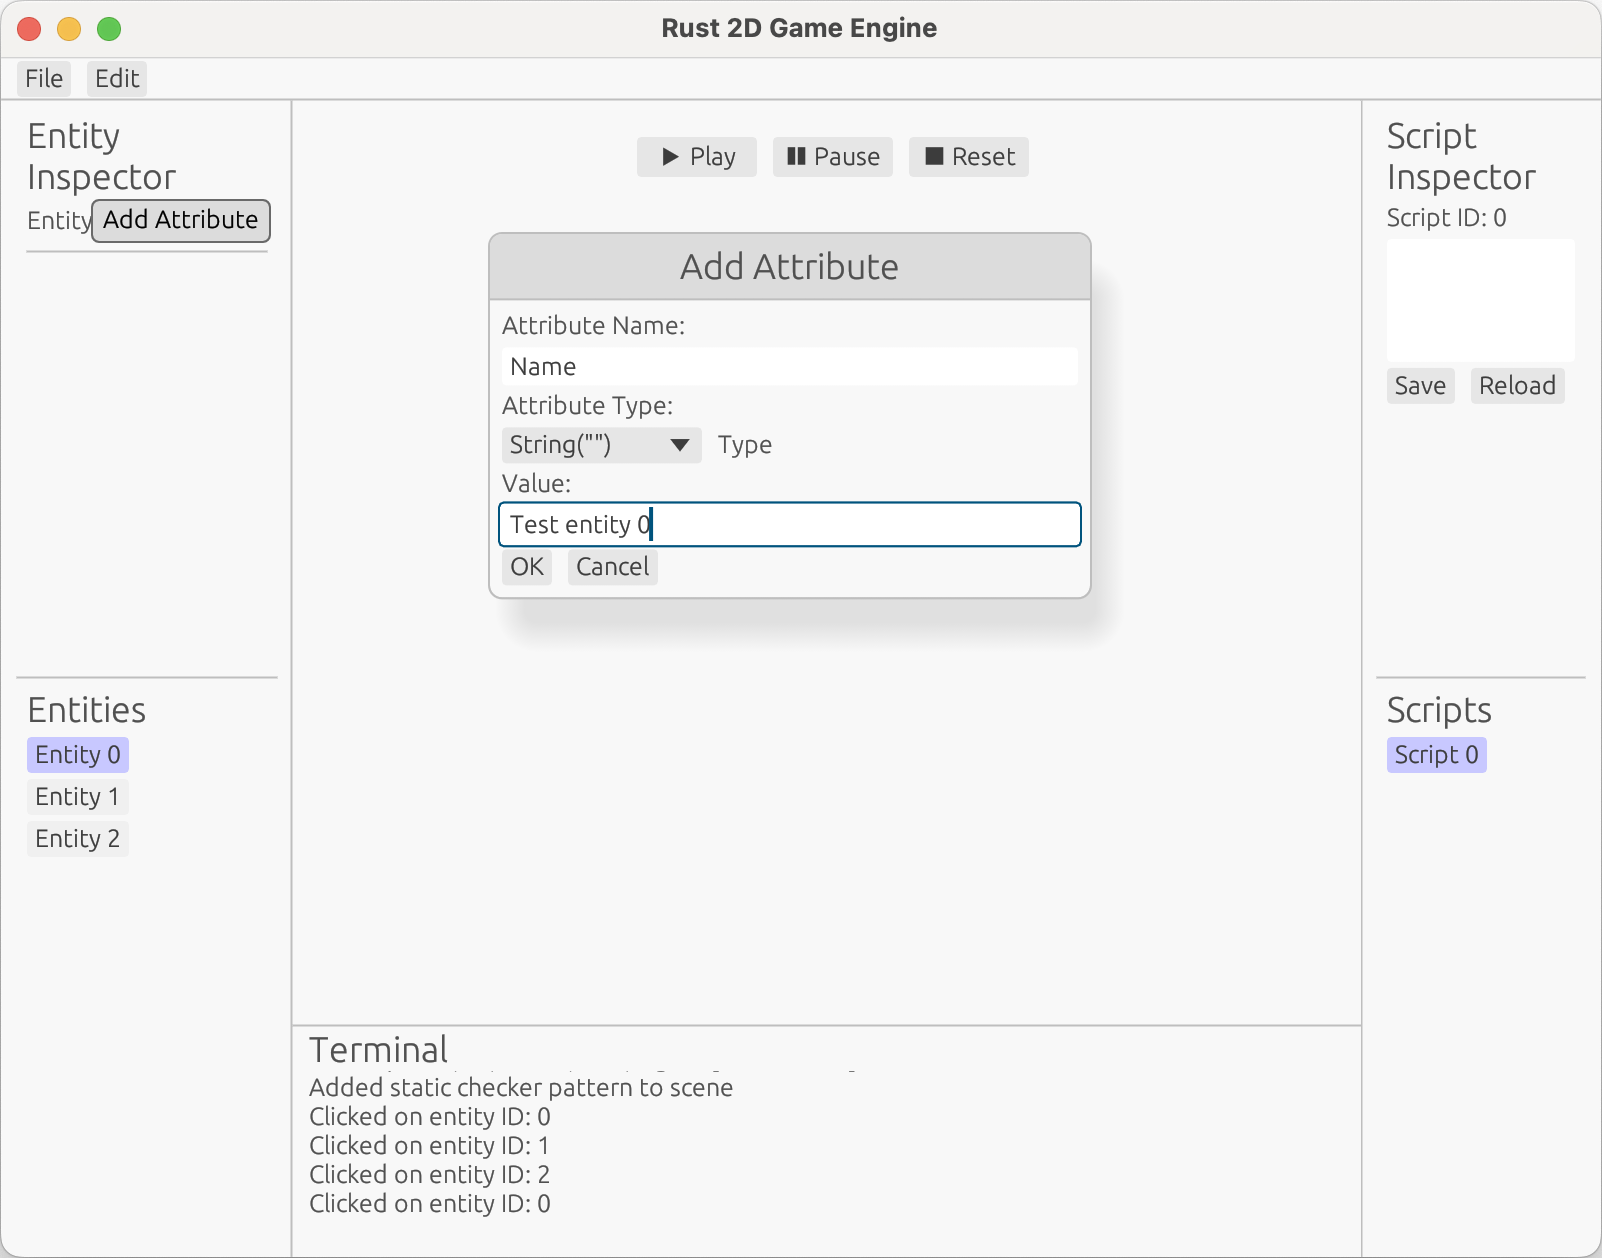 Rust 2D Game Engine
File Edit
Entity
Inspector
Entity Add Attribute
Entities
Entity 0
Entity 1
Entity 2
Play Pause Reset
Add Attribute
Attribute Name:
Name
Attribute Type:
String("") Type
Value:
Test entity 0
OK Cancel
Terminal
Added static checker pattern to scene
Clicked on entity ID: 0
Clicked on entity ID: 1
Clicked on entity ID: 2
Clicked on entity ID: 0
Script
Inspector
Script ID: 0
Save Reload
Scripts
Script 0